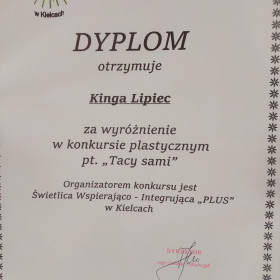 w Kielcach
DYPLOM
otrzymuje
Kinga Lipiec
za wyróżnienie
w konkursie plastycznym
pt. „Tacy sami”
Organizatorem konkursu jest
Świetlica Wspierająco - Integrująca „PLUS”
w Kielcach